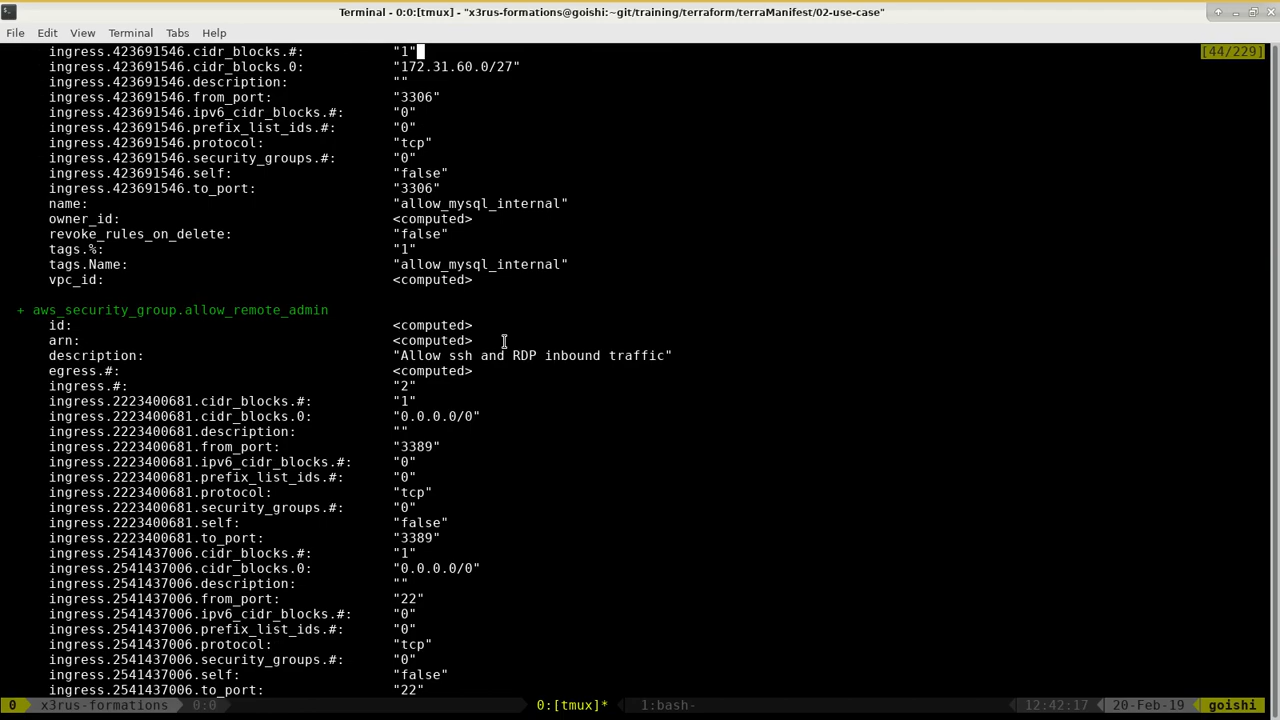 Terminal - 0:0:[tmux] - "x3rus-formations@goishi:~git/training/terraform/terraManifest/02-use-case"
File Edit View Terminal Tabs Help
ingress.423691546.cidr_blocks.#: "1" [44/229]
ingress.423691546.cidr_blocks.0: "172.31.60.0/27"
ingress.423691546.description: ""
ingress.423691546.from_port: "3306"
ingress.423691546.ipv6_cidr_blocks.#: "0"
ingress.423691546.prefix_list_ids.#: "0"
ingress.423691546.protocol: "tcp"
ingress.423691546.security_groups.#: "0"
ingress.423691546.self: "false"
ingress.423691546.to_port: "3306"
name: "allow_mysql_internal"
owner_id: <computed>
revoke_rules_on_delete: "false"
tags.%: "1"
tags.Name: "allow_mysql_internal"
vpc_id: <computed>
+ aws_security_group.allow_remote_admin
id: <computed>
arn: <computed>
description: "Allow ssh and RDP inbound traffic"
egress.#: <computed>
ingress.#: "2"
ingress.2223400681.cidr_blocks.#: "1"
ingress.2223400681.cidr_blocks.0: "0.0.0.0/0"
ingress.2223400681.description: ""
ingress.2223400681.from_port: "3389"
ingress.2223400681.ipv6_cidr_blocks.#: "0"
ingress.2223400681.prefix_list_ids.#: "0"
ingress.2223400681.protocol: "tcp"
ingress.2223400681.security_groups.#: "0"
ingress.2223400681.self: "false"
ingress.2223400681.to_port: "3389"
ingress.2541437006.cidr_blocks.#: "1"
ingress.2541437006.cidr_blocks.0: "0.0.0.0/0"
ingress.2541437006.description: ""
ingress.2541437006.from_port: "22"
ingress.2541437006.ipv6_cidr_blocks.#: "0"
ingress.2541437006.prefix_list_ids.#: "0"
ingress.2541437006.protocol: "tcp"
ingress.2541437006.security_groups.#: "0"
ingress.2541437006.self: "false"
ingress.2541437006.to_port: "22"
0 x3rus-formations 0:0 0:[tmux]* 1:bash- 12:42:17 20-Feb-19 goishi